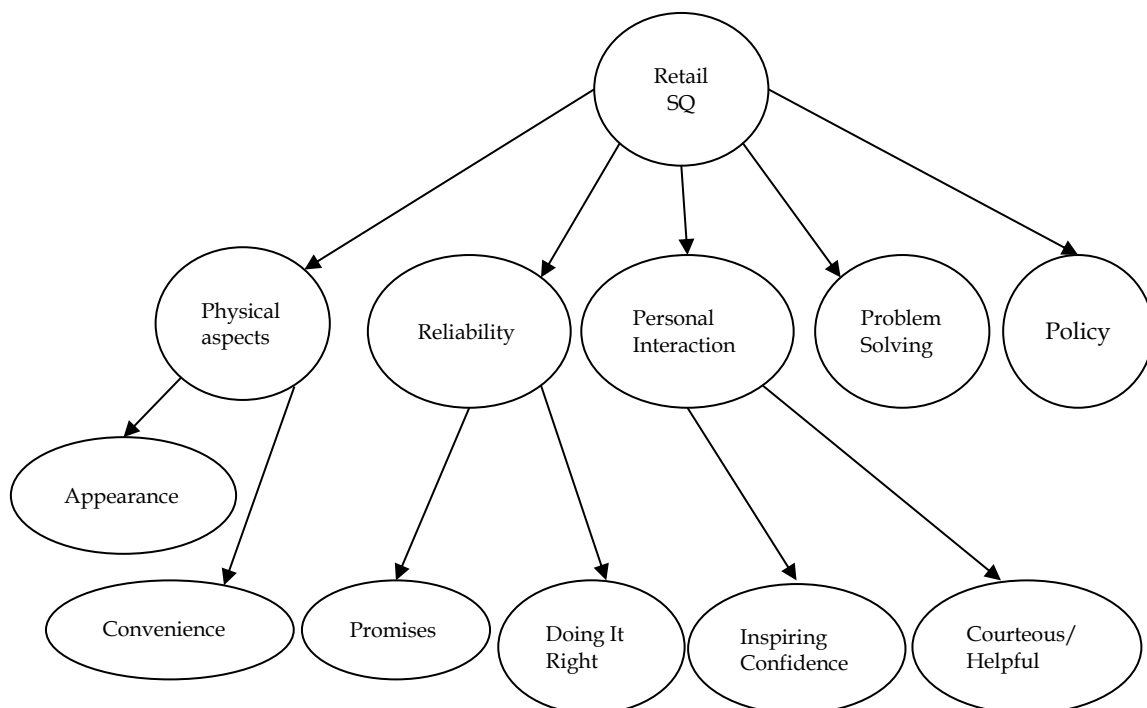 Retail
SQ
Physical
aspects
Reliability
Personal
Interaction
Problem
Solving
Policy
Appearance
Convenience
Promises
Doing It
Right
Inspiring
Confidence
Courteous/
Helpful